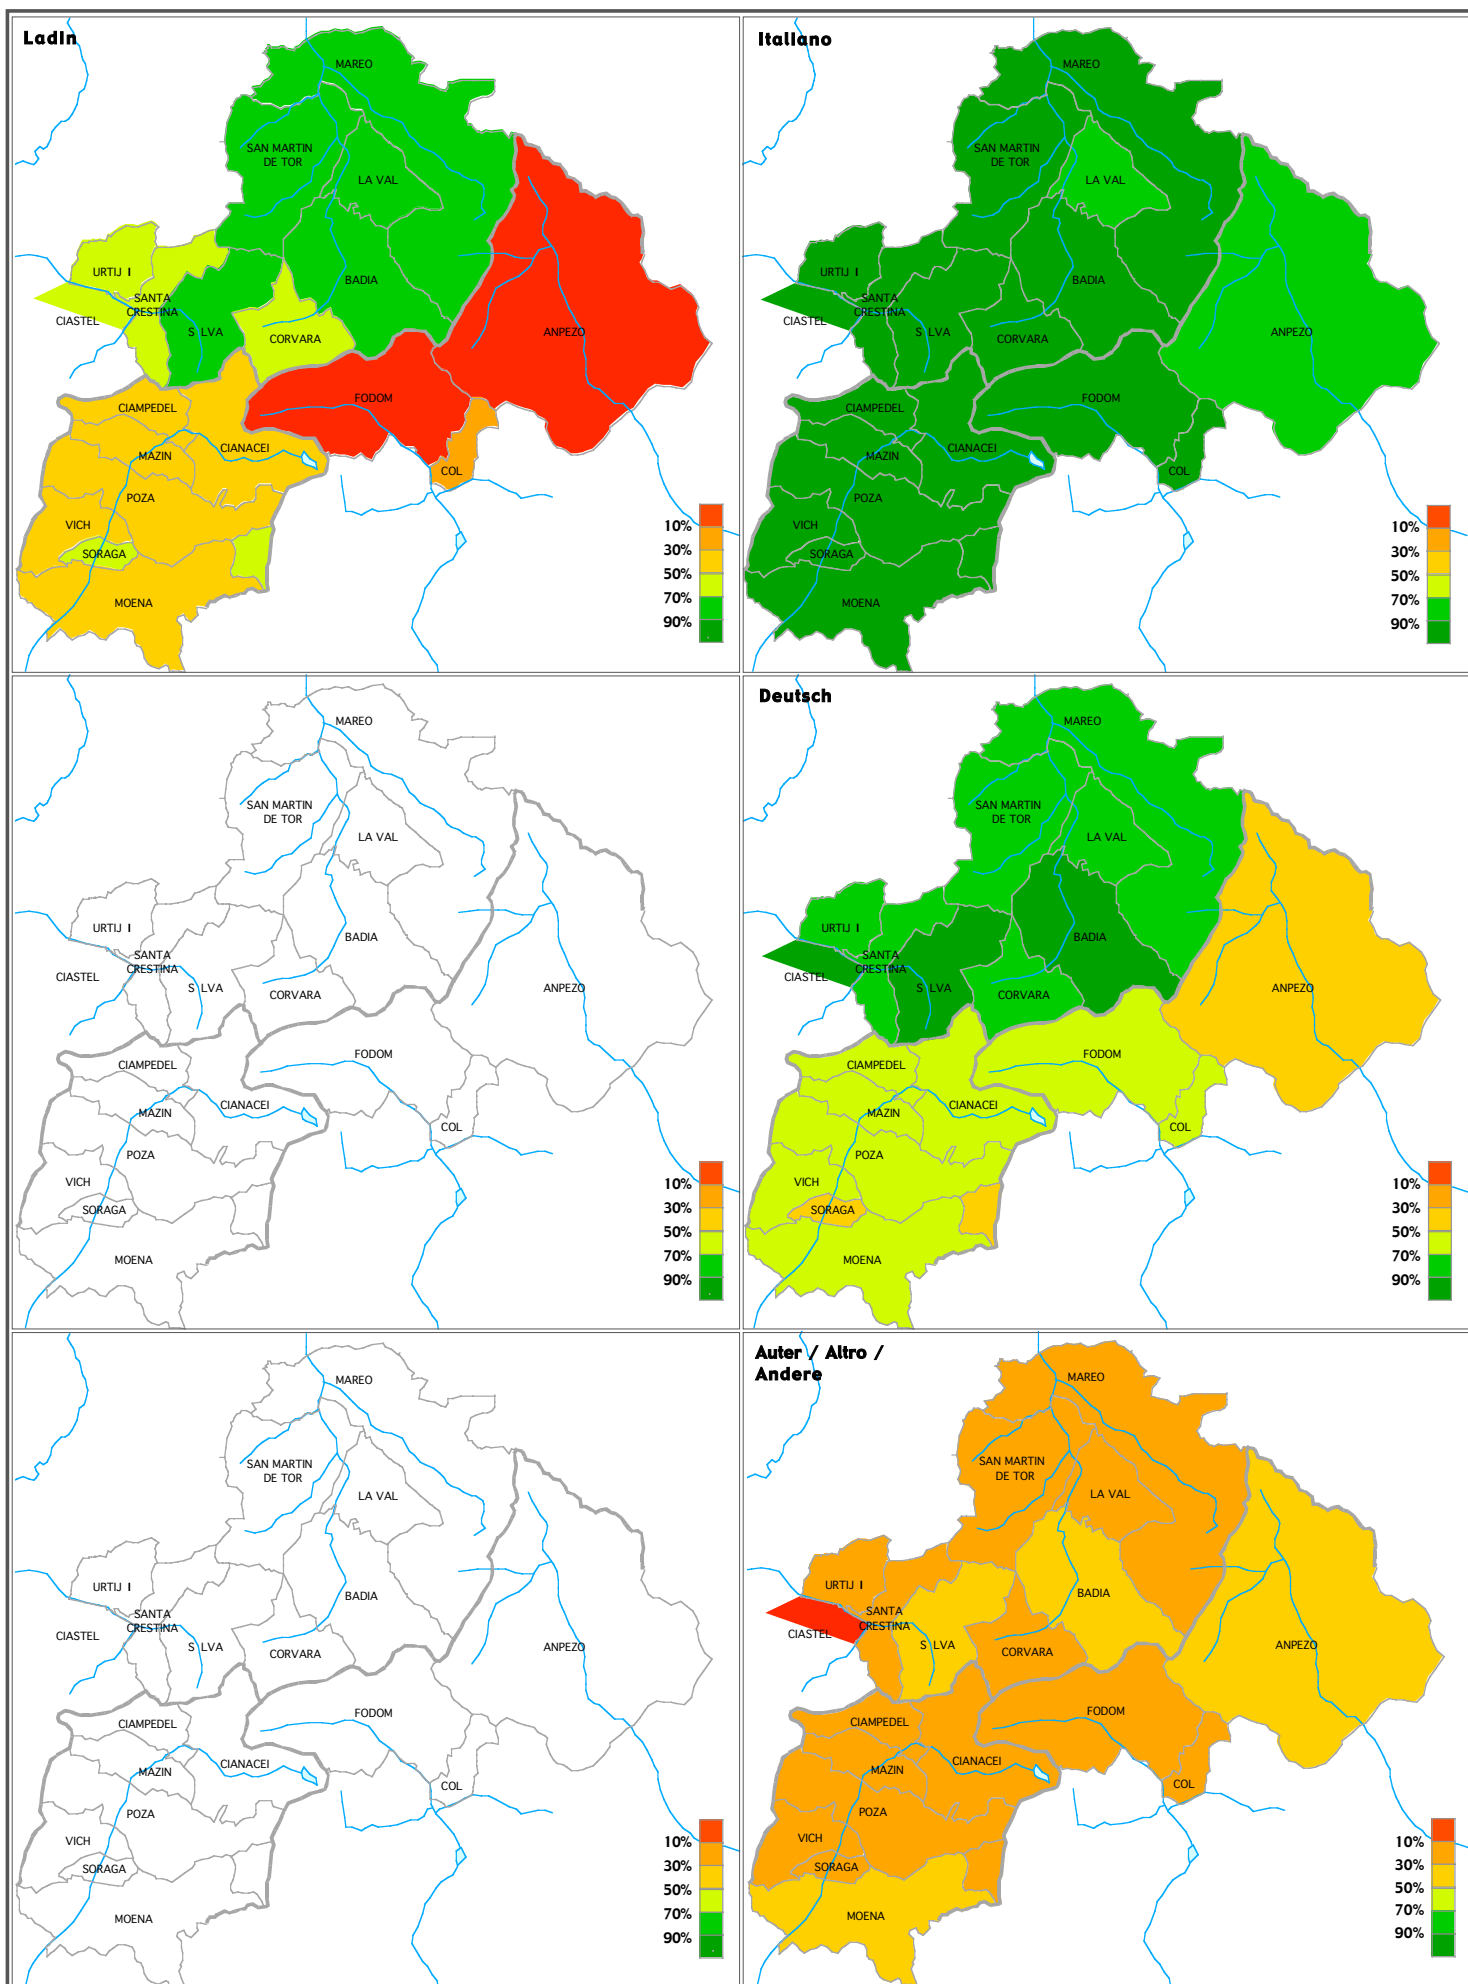 Ladin
MAREO
SAN MARTIN
DE TOR
LA VAL
URTIJ I
BADIA
SANTA
CRESTINA
CIASTEL
S LVA
CORVARA
ANPEZO
FODOM
CIAMPEDEL
CIANACEI
MAZIN
COL
POZA
VICH
SORAGA
MOENA
10%
30%
50%
70%
90%
Italiano
MAREO
SAN MARTIN
DE TOR
LA VAL
URTIJ I
BADIA
SANTA
CRESTINA
CIASTEL
S LVA
CORVARA
ANPEZO
FODOM
CIAMPEDEL
CIANACEI
MAZIN
COL
POZA
VICH
SORAGA
MOENA
10%
30%
50%
70%
90%
MAREO
SAN MARTIN
DE TOR
LA VAL
URTIJ I
BADIA
SANTA
CRESTINA
CIASTEL
S LVA
CORVARA
ANPEZO
FODOM
CIAMPEDEL
CIANACEI
MAZIN
COL
POZA
VICH
SORAGA
MOENA
10%
30%
50%
70%
90%
Deutsch
MAREO
SAN MARTIN
DE TOR
LA VAL
URTIJ I
BADIA
SANTA
CRESTINA
CIASTEL
S LVA
CORVARA
ANPEZO
FODOM
CIAMPEDEL
CIANACEI
MAZIN
COL
POZA
VICH
SORAGA
MOENA
10%
30%
50%
70%
90%
MAREO
SAN MARTIN
DE TOR
LA VAL
URTIJ I
BADIA
SANTA
CRESTINA
CIASTEL
S LVA
CORVARA
ANPEZO
FODOM
CIAMPEDEL
CIANACEI
MAZIN
COL
POZA
VICH
SORAGA
MOENA
10%
30%
50%
70%
90%
Auter / Altro /
Andere
MAREO
SAN MARTIN
DE TOR
LA VAL
URTIJ I
BADIA
SANTA
CRESTINA
CIASTEL
S LVA
CORVARA
ANPEZO
FODOM
CIAMPEDEL
CIANACEI
MAZIN
COL
POZA
VICH
SORAGA
MOENA
10%
30%
50%
70%
90%